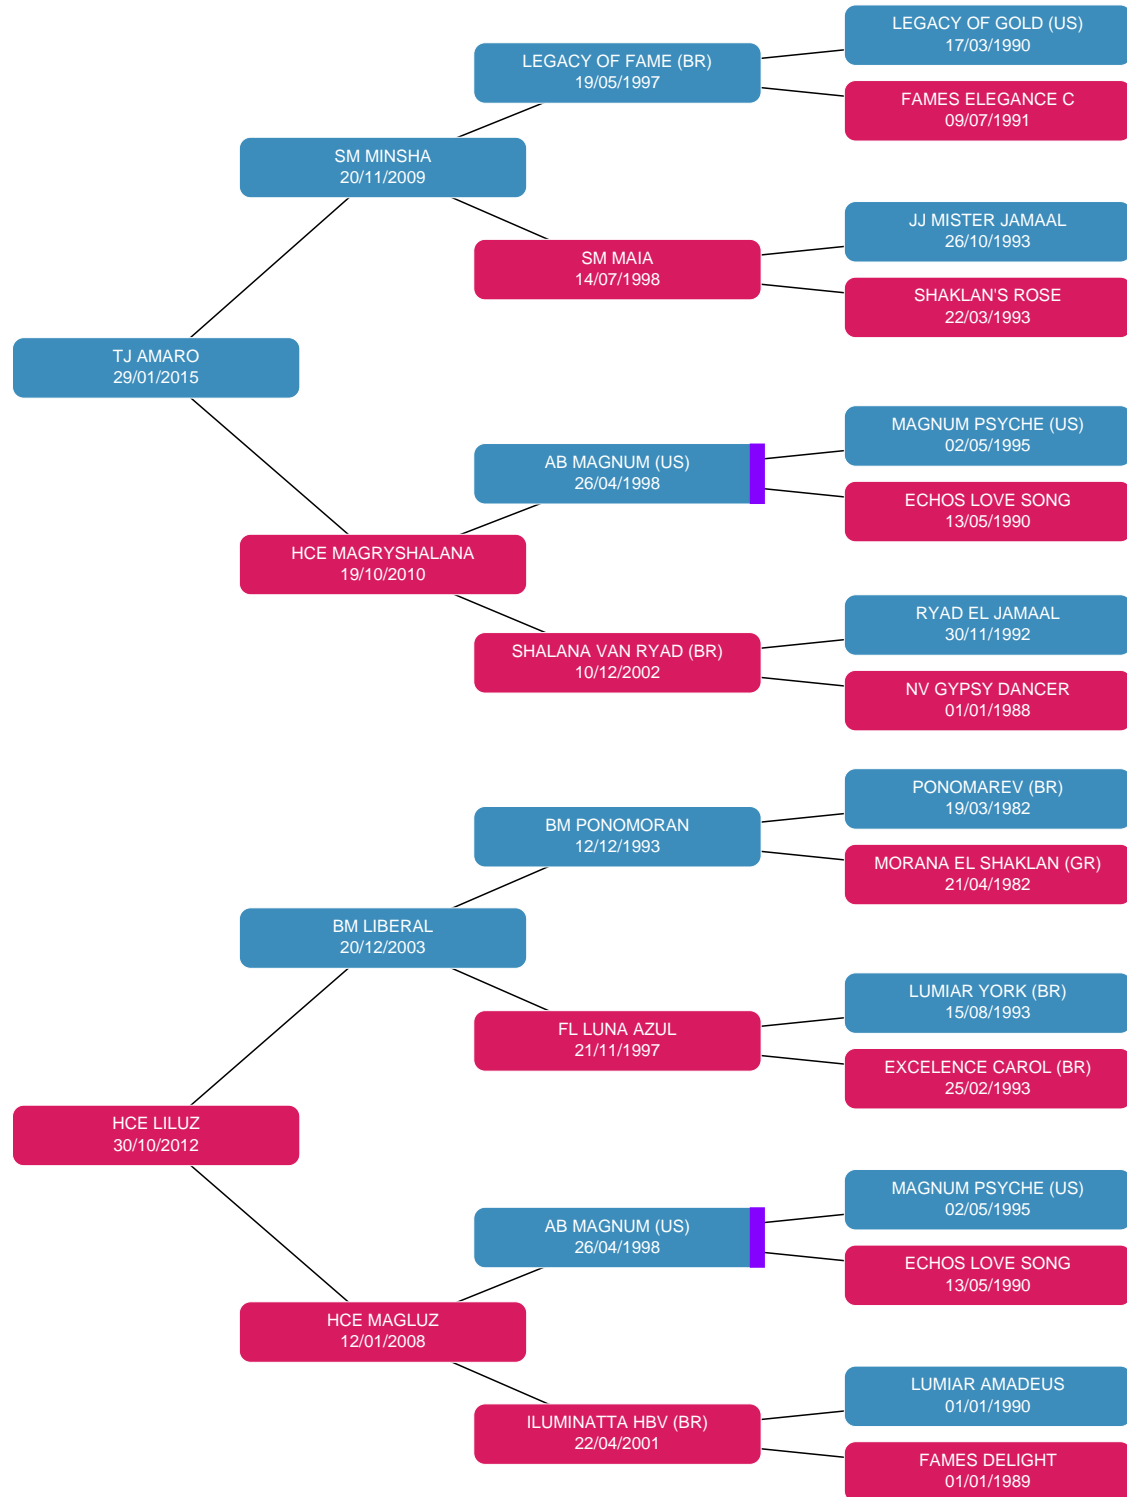 LEGACY OF GOLD (US)
17/03/1990
LEGACY OF FAME (BR)
19/05/1997
FAMES ELEGANCE C
09/07/1991
SM MINSHA
20/11/2009
JJ MISTER JAMAAL
26/10/1993
SM MAIA
14/07/1998
SHAKLAN'S ROSE
22/03/1993
TJ AMARO
29/01/2015
MAGNUM PSYCHE (US)
02/05/1995
AB MAGNUM (US)
26/04/1998
ECHOS LOVE SONG
13/05/1990
HCE MAGRYSHALANA
19/10/2010
RYAD EL JAMAAL
30/11/1992
SHALANA VAN RYAD (BR)
10/12/2002
NV GYPSY DANCER
01/01/1988
PONOMAREV (BR)
19/03/1982
BM PONOMORAN
12/12/1993
MORANA EL SHAKLAN (GR)
21/04/1982
BM LIBERAL
20/12/2003
LUMIAR YORK (BR)
15/08/1993
FL LUNA AZUL
21/11/1997
EXCELENCE CAROL (BR)
25/02/1993
HCE LILUZ
30/10/2012
MAGNUM PSYCHE (US)
02/05/1995
AB MAGNUM (US)
26/04/1998
ECHOS LOVE SONG
13/05/1990
HCE MAGLUZ
12/01/2008
LUMIAR AMADEUS
01/01/1990
ILUMINATTA HBV (BR)
22/04/2001
FAMES DELIGHT
01/01/1989